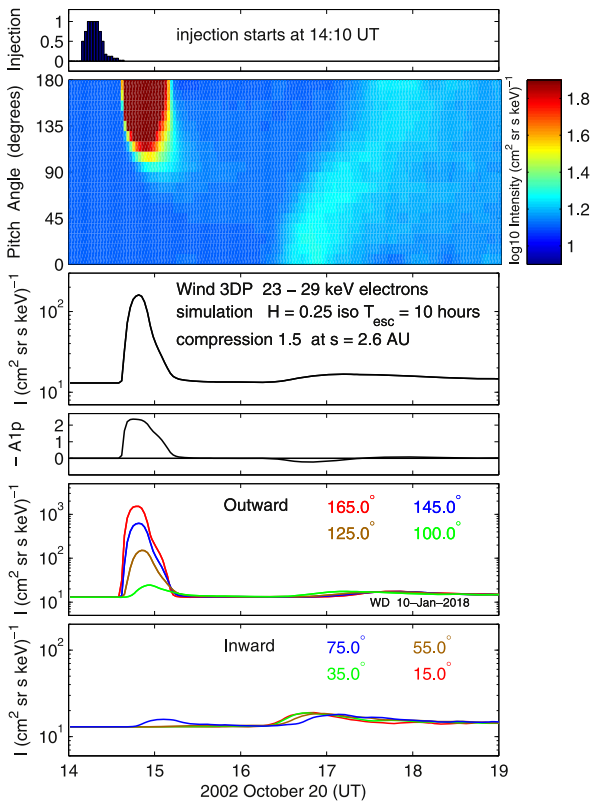 Injection
1
0.5
0
injection starts at 14:10 UT
Pitch Angle (degrees)
180
135
90
45
0
log10 Intensity (cm² sr s keV)⁻¹
1.8
1.6
1.4
1.2
1
I (cm² sr s keV)⁻¹
10²
10¹
Wind 3DP 23 – 29 keV electrons
simulation H = 0.25 iso T_esc = 10 hours
compression 1.5 at s = 2.6 AU
– A1p
2
1
0
I (cm² sr s keV)⁻¹
10³
10²
10¹
Outward 165.0° 145.0°
125.0° 100.0°
WD 10–Jan–2018
I (cm² sr s keV)⁻¹
10²
10¹
Inward 75.0° 55.0°
35.0° 15.0°
14 15 16 17 18 19
2002 October 20 (UT)